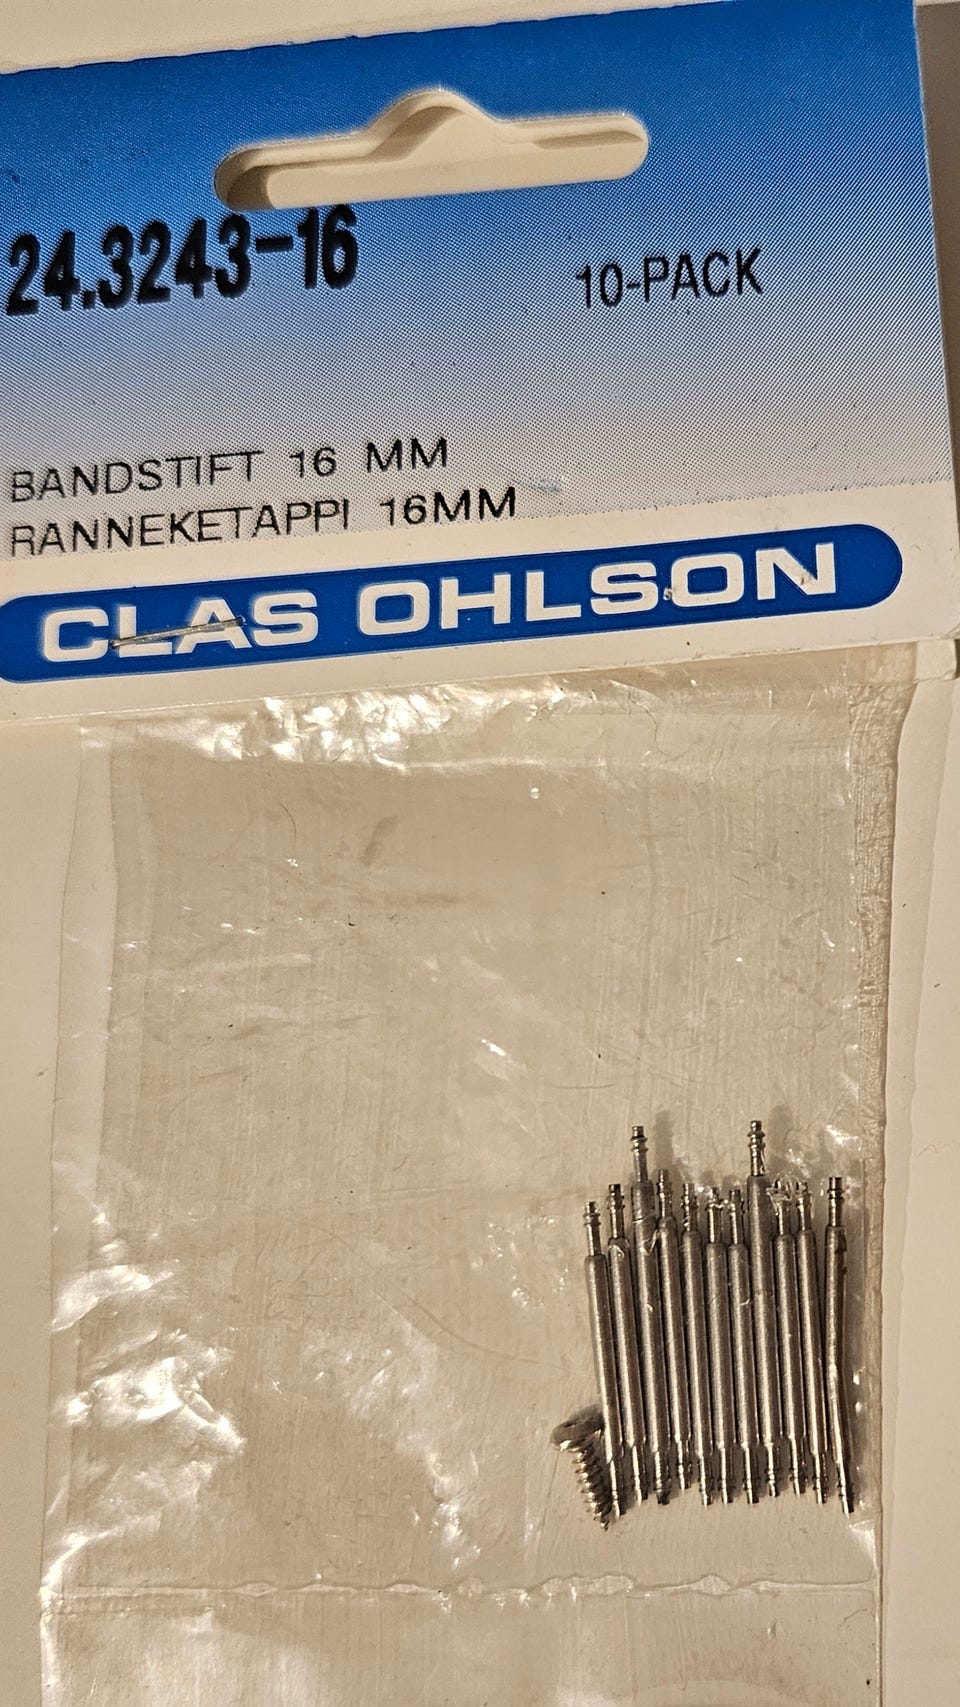 24.3243-16
10-PACK
BANDSTIFT 16 MM
RANNEKETAPPI 16MM
CLAS OHLSON